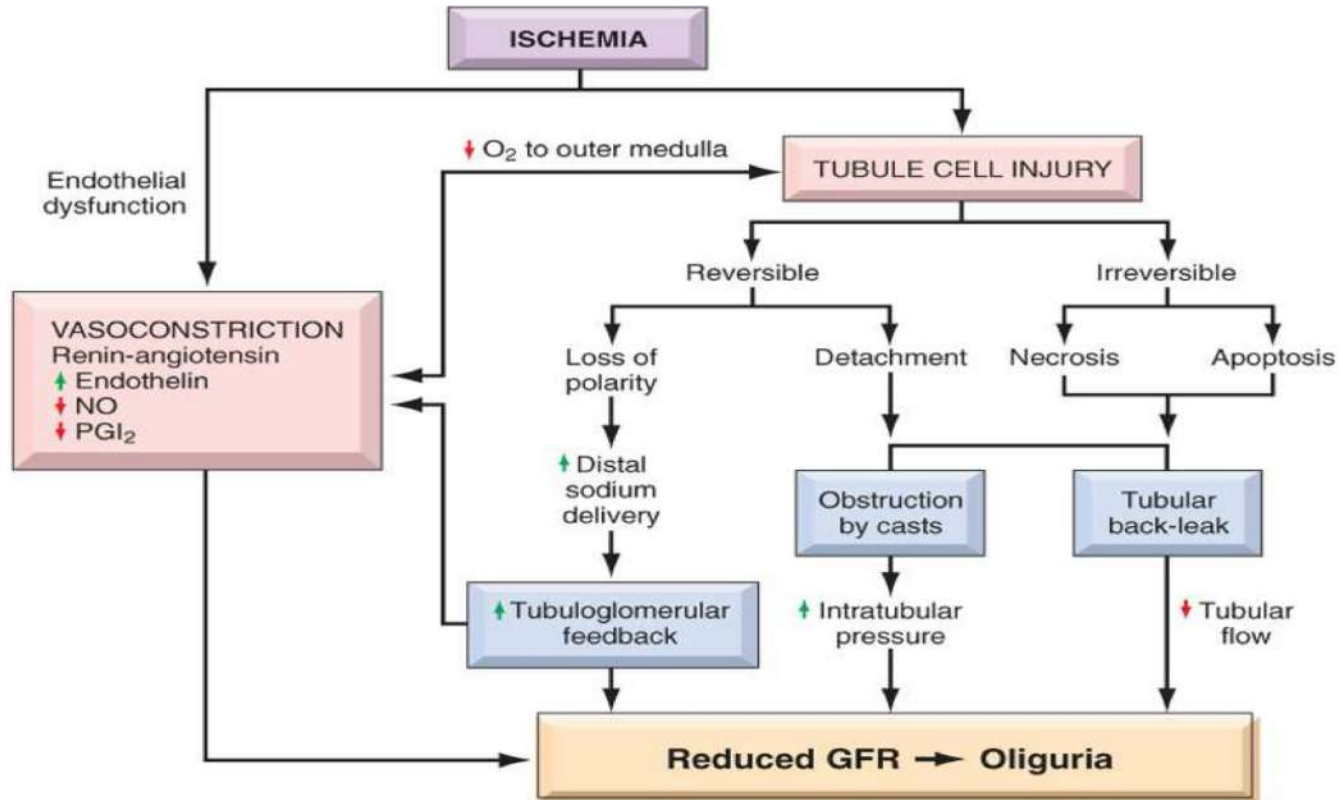 ISCHEMIA
↓ O₂ to outer medulla
TUBULE CELL INJURY
Endothelial
dysfunction
Reversible
Irreversible
VASOCONSTRICTION
Renin-angiotensin
↑ Endothelin
↓ NO
↓ PGI₂
Loss of
polarity
Detachment
Necrosis
Apoptosis
↑ Distal
sodium
delivery
Obstruction
by casts
Tubular
back-leak
↑ Tubuloglomerular
feedback
↑ Intratubular
pressure
↓ Tubular
flow
Reduced GFR → Oliguria